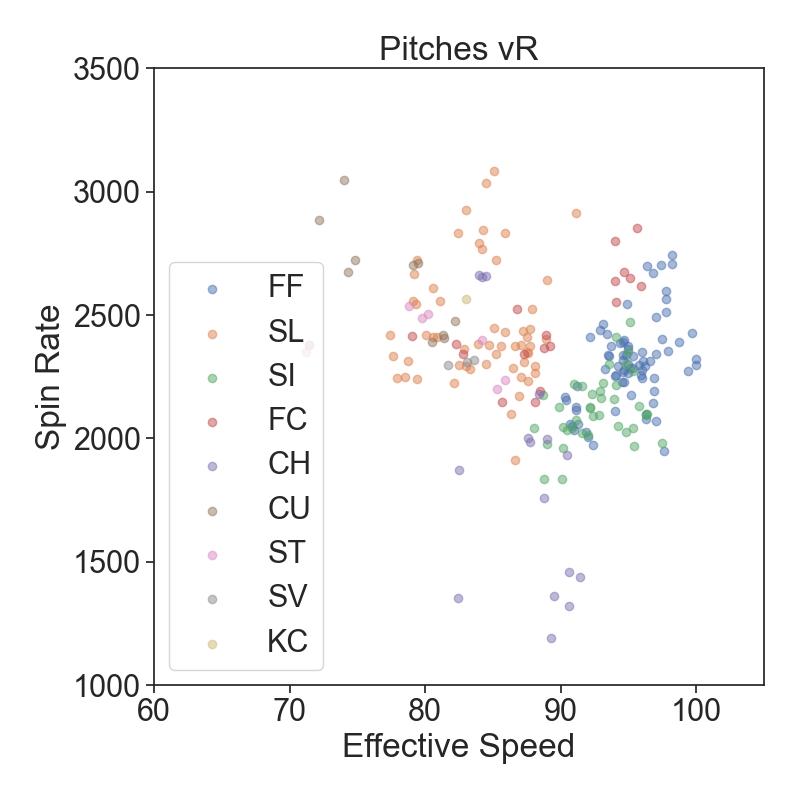 Pitches vR
3500
3000
2500
2000
1500
1000
Spin Rate
FF
SL
SI
FC
CH
CU
ST
SV
KC
60 70 80 90 100
Effective Speed